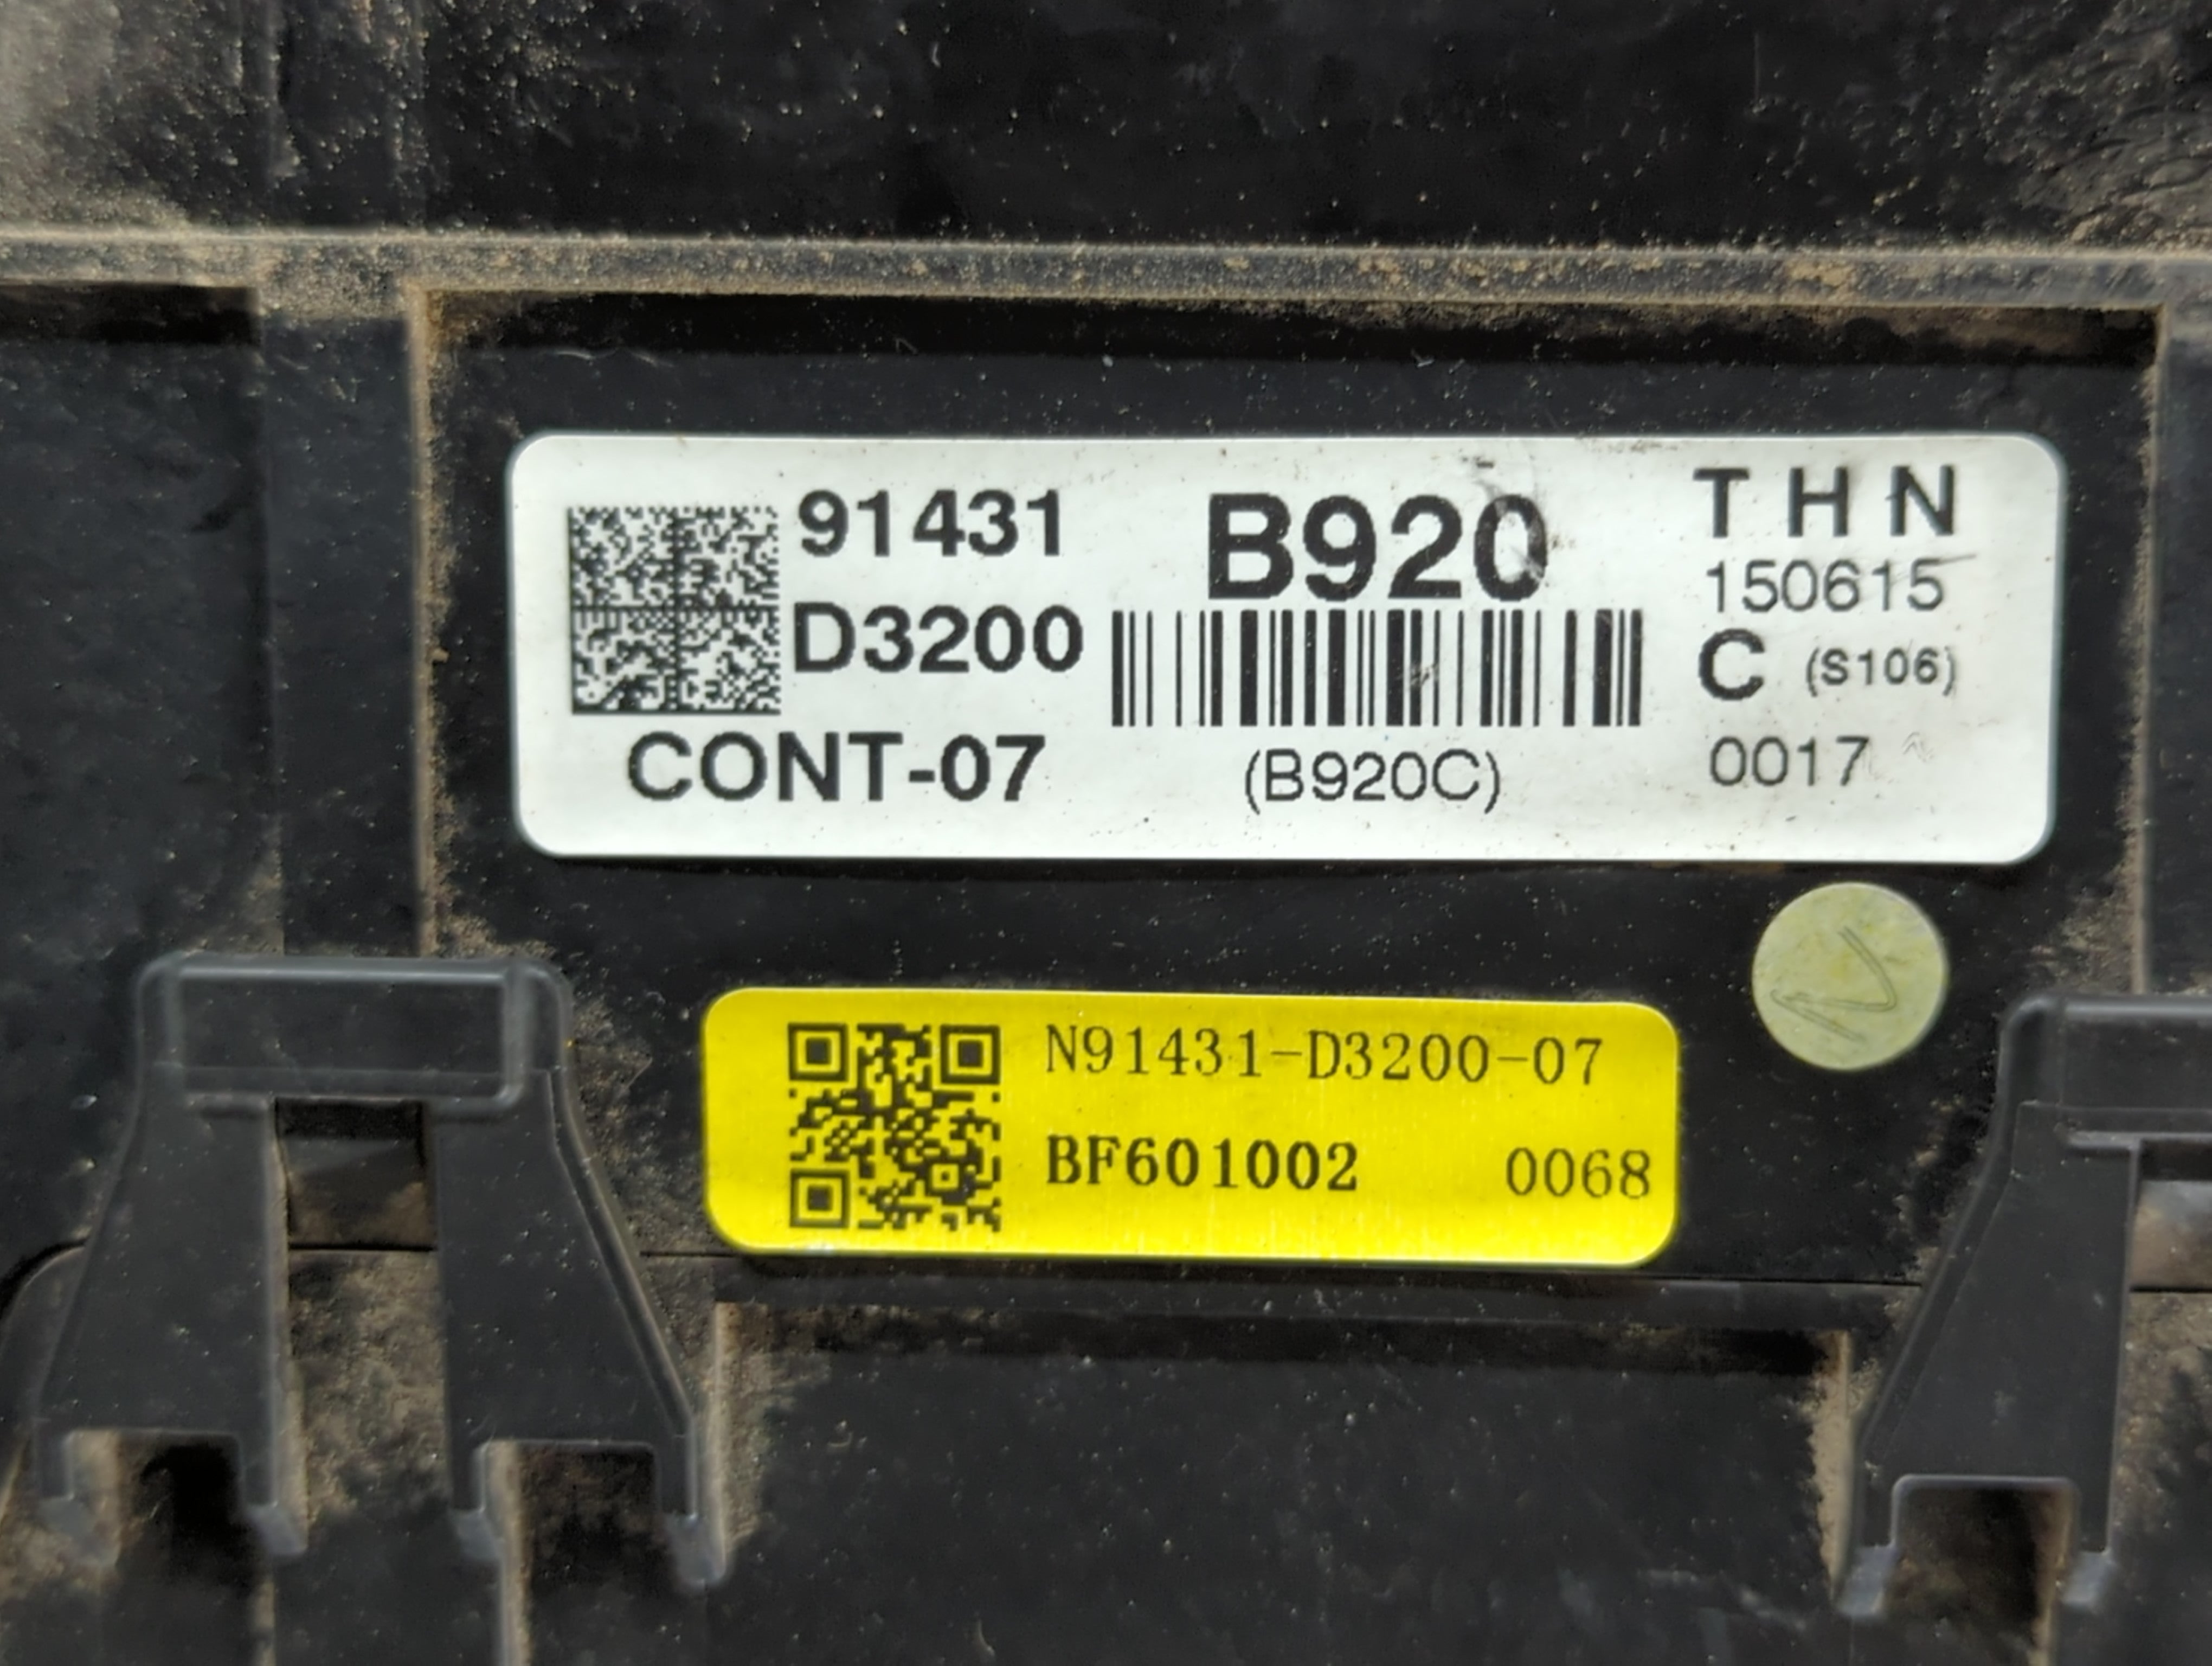 91431
D3200
CONT-07
B920
(B920C)
T H N
150615
C (S106)
0017
N91431-D3200-07
BF601002 0068